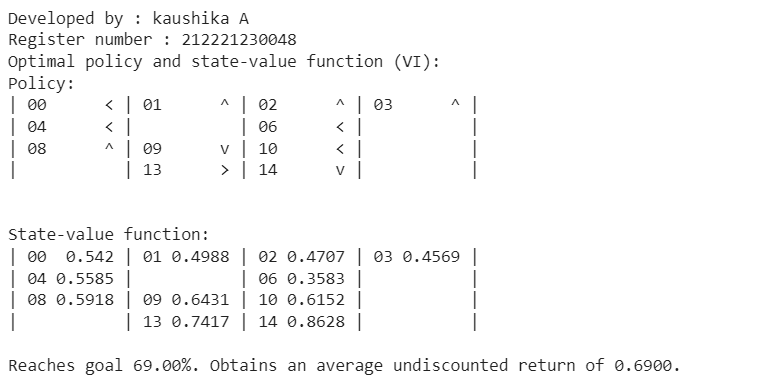 Developed by : kaushika A
Register number : 212221230048
Optimal policy and state-value function (VI):
Policy:
| 00      < | 01      ^ | 02      ^ | 03      ^ |
| 04      < |           | 06      < |           |
| 08      ^ | 09      v | 10      < |           |
|           | 13      > | 14      v |           |
State-value function:
| 00  0.542 | 01 0.4988 | 02 0.4707 | 03 0.4569 |
| 04 0.5585 |           | 06 0.3583 |           |
| 08 0.5918 | 09 0.6431 | 10 0.6152 |           |
|           | 13 0.7417 | 14 0.8628 |           |
Reaches goal 69.00%. Obtains an average undiscounted return of 0.6900.